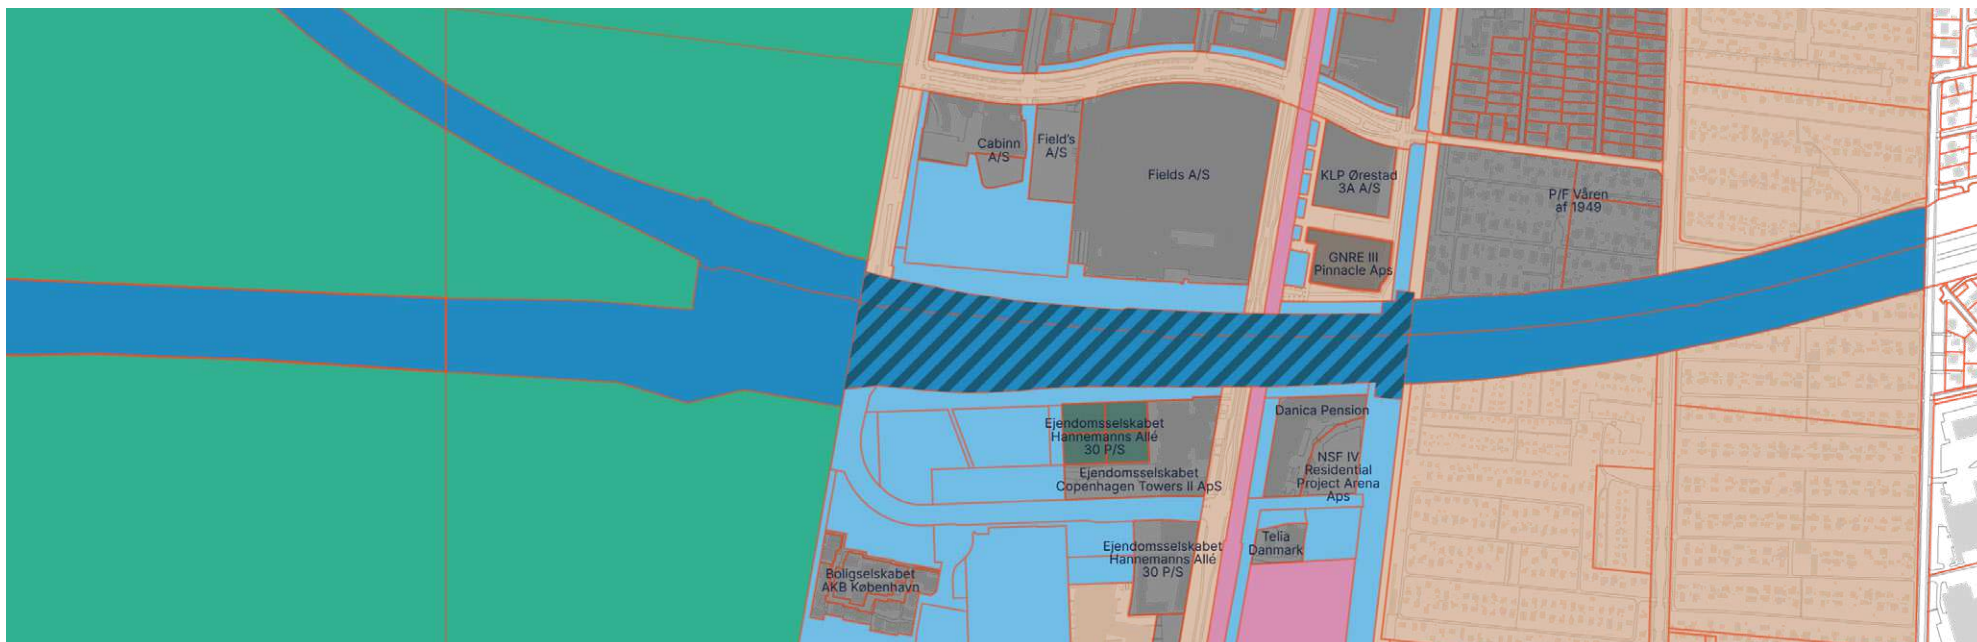 Cabinn
A/S
Field's
A/S
Fields A/S
KLP Ørestad
3A A/S
P/F Våren
af 1949
GNRE III
Pinnacle Aps
Ejendomsselskabet
Hannemanns Allé
30 P/S
Danica Pension
Ejendomsselskabet
Copenhagen Towers II ApS
NSF IV
Residential
Project Arena
Aps
Ejendomsselskabet
Hannemanns Allé
30 P/S
Telia
Danmark
Boligselskabet
AKB København